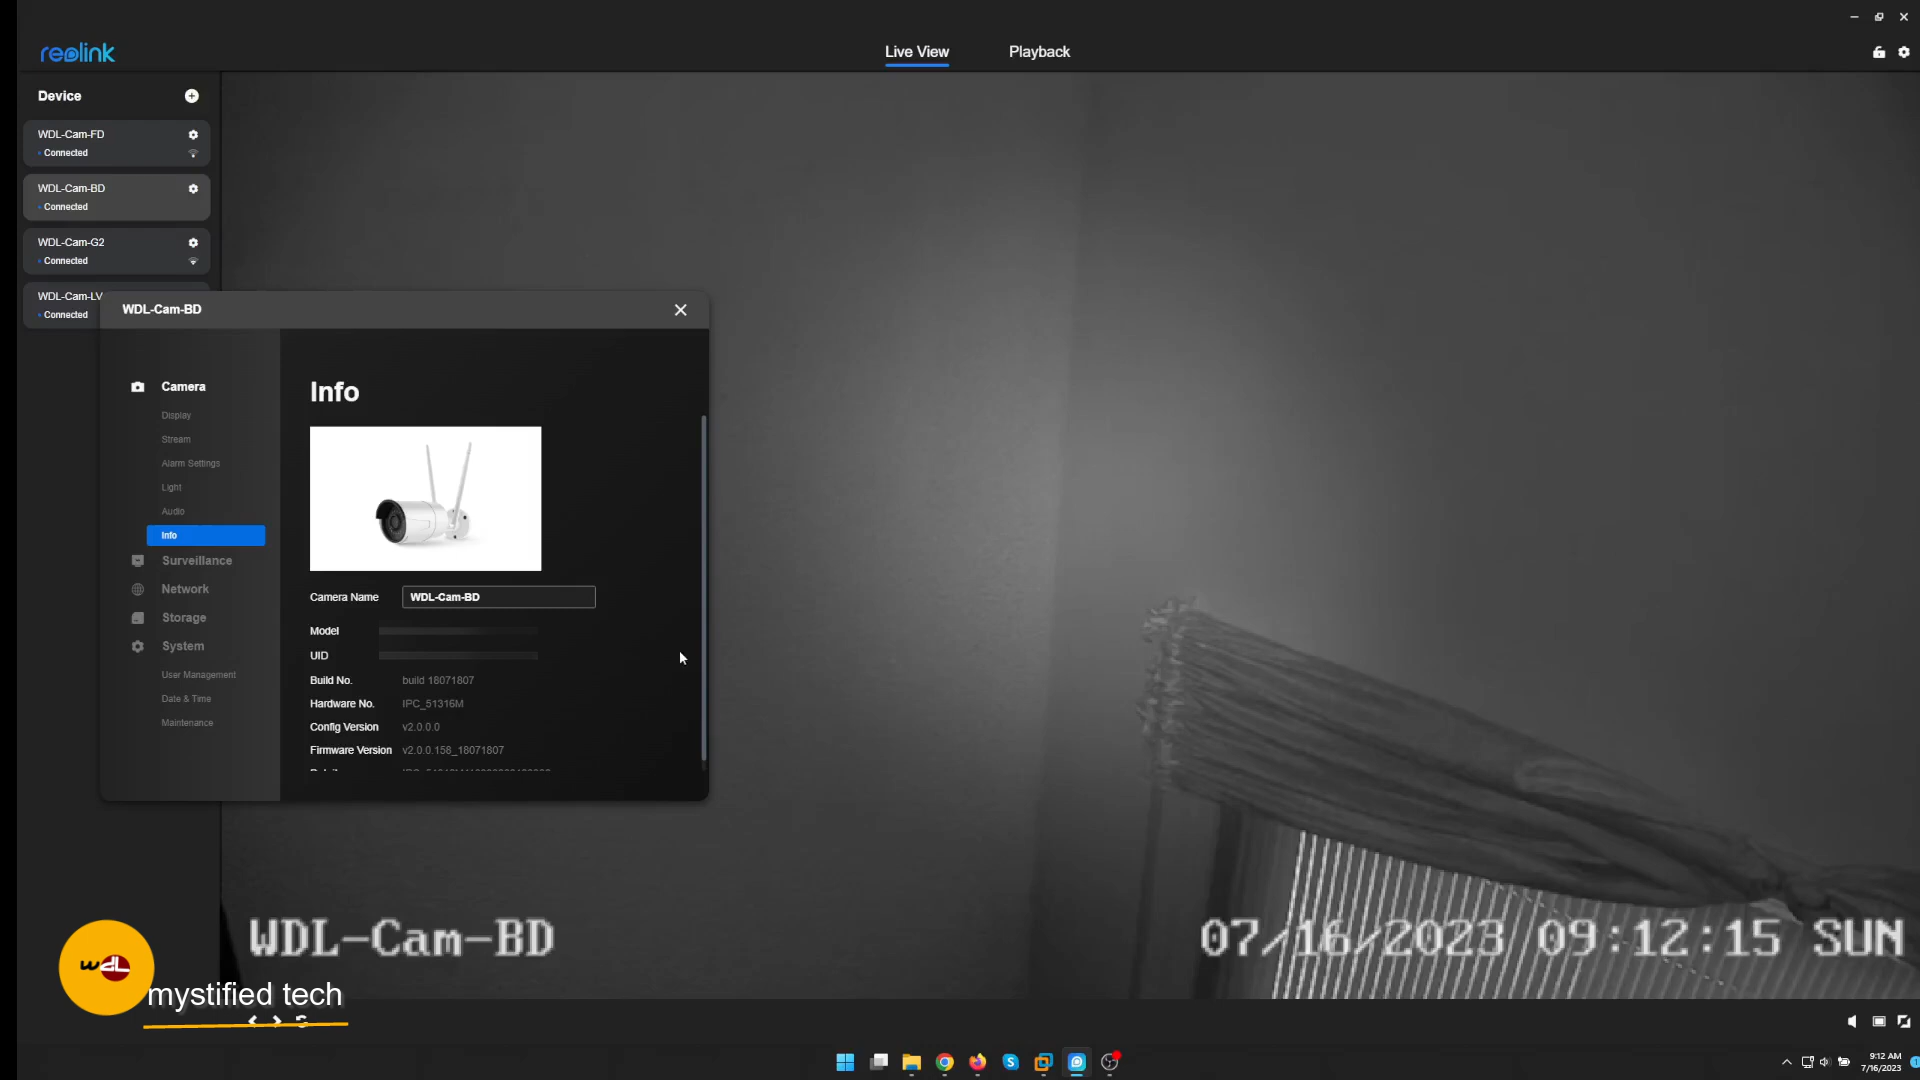 reolink
Live View
Playback
Device
WDL-Cam-FD
Connected
WDL-Cam-BD
Connected
WDL-Cam-G2
Connected
WDL-Cam-LV
Connected
WDL-Cam-BD
Camera
Display
Stream
Alarm Settings
Light
Audio
Info
Surveillance
Network
Storage
System
User Management
Date & Time
Maintenance
Info
Camera Name WDL-Cam-BD
Model
UID
Build No. build 18071807
Hardware No. IPC_51316M
Config Version v2.0.0.0
Firmware Version v2.0.0.158_18071807
WDL-Cam-BD
07/16/2023 09:12:15 SUN
wdL
mystified tech
9:12 AM
7/16/2023